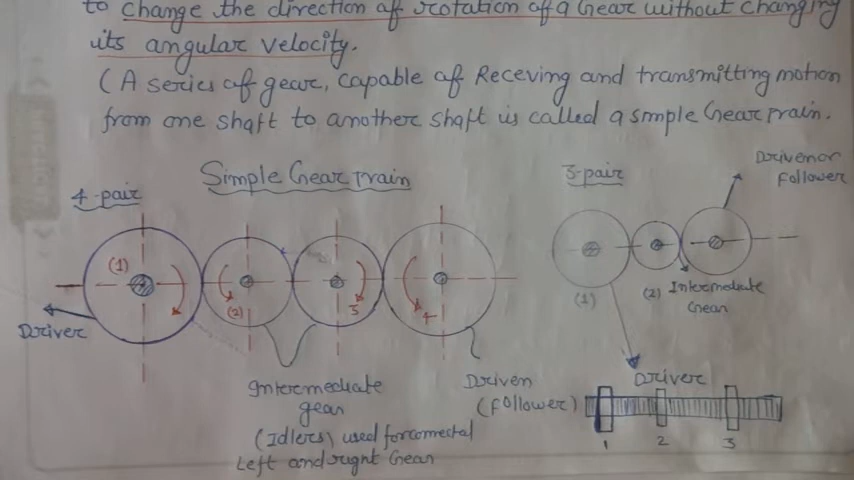 to change the direction of rotation of a Gear without changing
its angular velocity.
(A series of gear, capable of Receving and transmitting motion
from one shaft to another shaft is called a simple Gear train.
Simple Gear train
4-pair
(1)
(2)
3
4
Driver
Intermediate
gear
(Idlers) used for connectal
Left and right Gear
Driven
(follower)
3-pair
Driven or
follower
(1)
(2) Intermediate
Gear
Driver
1 2 3